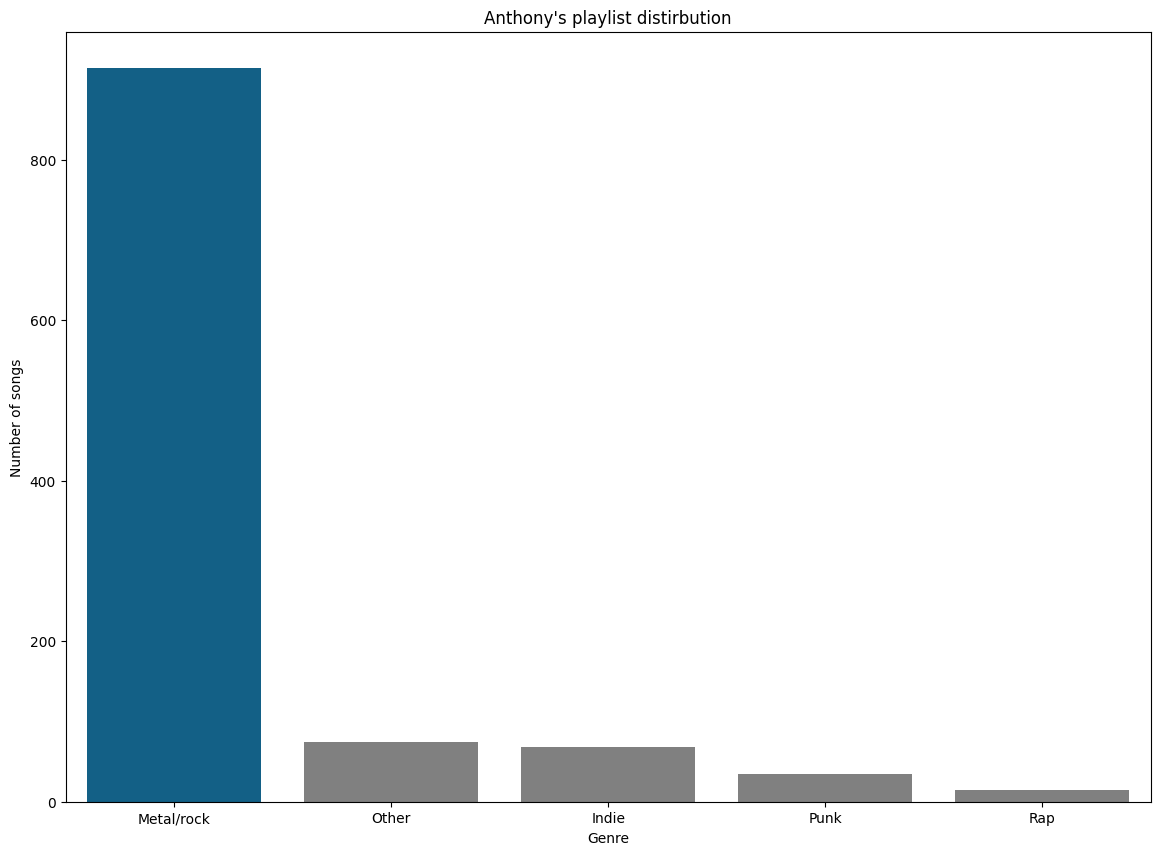 Anthony's playlist distirbution
800
600
400
200
0
Number of songs
Metal/rock Other Indie Punk Rap
Genre